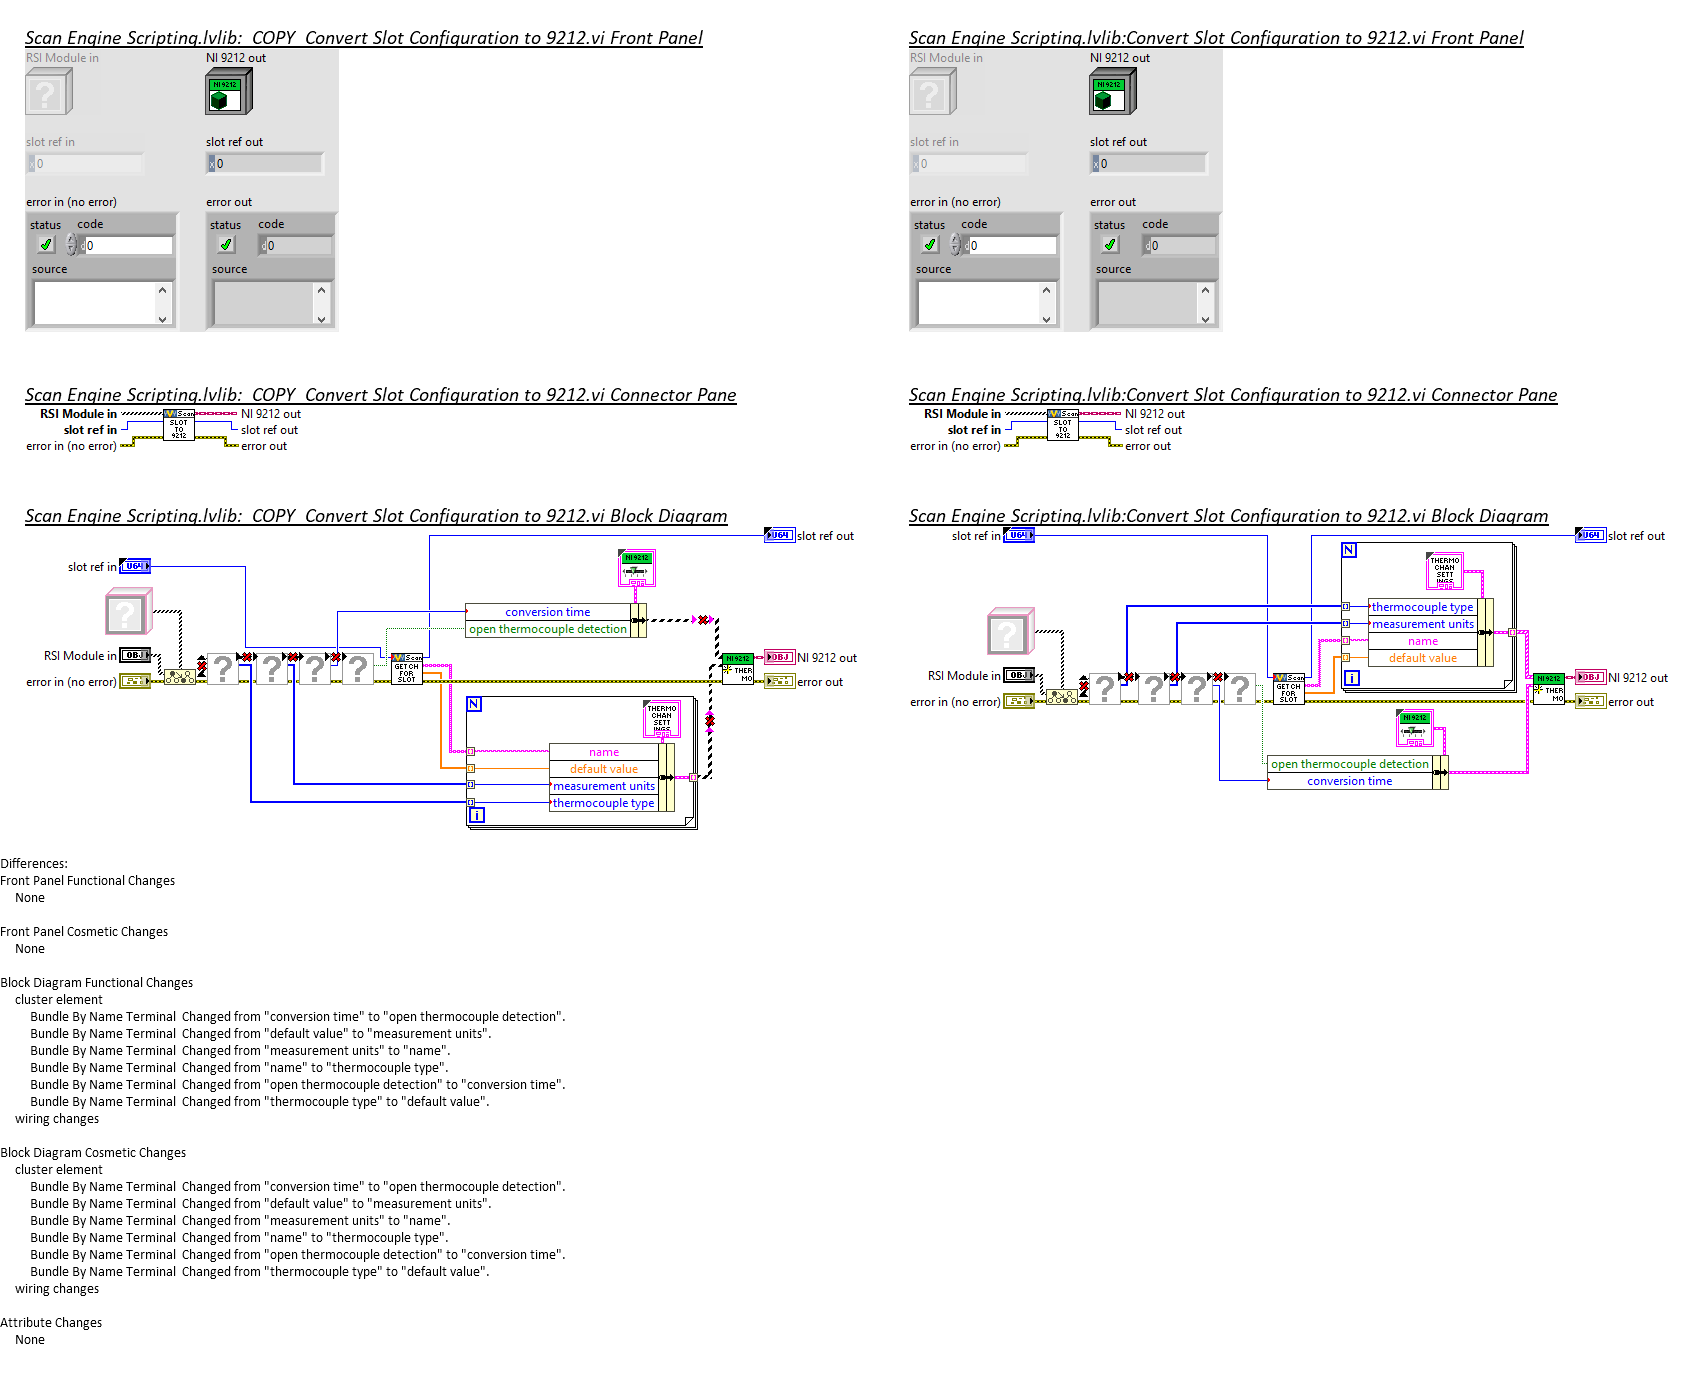 Scan Engine Scripting.lvlib:  COPY  Convert Slot Configuration to 9212.vi Front Panel
RSI Module in
NI 9212 out
NI 9212
slot ref in
slot ref out
x 0
x 0
error in (no error)
error out
status
code
status
code
d 0
d 0
source
source
Scan Engine Scripting.lvlib:Convert Slot Configuration to 9212.vi Front Panel
RSI Module in
NI 9212 out
NI 9212
slot ref in
slot ref out
x 0
x 0
error in (no error)
error out
status
code
status
code
d 0
d 0
source
source
Scan Engine Scripting.lvlib:  COPY  Convert Slot Configuration to 9212.vi Connector Pane
RSI Module in
slot ref in
error in (no error)
Scan
SLOT
TO
9212
NI 9212 out
slot ref out
error out
Scan Engine Scripting.lvlib:Convert Slot Configuration to 9212.vi Connector Pane
RSI Module in
slot ref in
error in (no error)
Scan
SLOT
TO
9212
NI 9212 out
slot ref out
error out
Scan Engine Scripting.lvlib:  COPY  Convert Slot Configuration to 9212.vi Block Diagram
U64
slot ref out
NI 9212
slot ref in
U64
conversion time
open thermocouple detection
RSI Module in
OBJ
error in (no error)
Scan
GET CH
FOR
SLOT
NI 9212
THER
MO
OBJ
NI 9212 out
error out
N
THERMO
CHAN
SETT
INGS
name
default value
measurement units
thermocouple type
i
Scan Engine Scripting.lvlib:Convert Slot Configuration to 9212.vi Block Diagram
slot ref in
U64
U64
slot ref out
N
THERMO
CHAN
SETT
INGS
thermocouple type
measurement units
name
default value
i
RSI Module in
OBJ
error in (no error)
Scan
GET CH
FOR
SLOT
NI 9212
THER
MO
OBJ
NI 9212 out
error out
NI 9212
open thermocouple detection
conversion time
Differences:
Front Panel Functional Changes
None
Front Panel Cosmetic Changes
None
Block Diagram Functional Changes
cluster element
Bundle By Name Terminal  Changed from "conversion time" to "open thermocouple detection".
Bundle By Name Terminal  Changed from "default value" to "measurement units".
Bundle By Name Terminal  Changed from "measurement units" to "name".
Bundle By Name Terminal  Changed from "name" to "thermocouple type".
Bundle By Name Terminal  Changed from "open thermocouple detection" to "conversion time".
Bundle By Name Terminal  Changed from "thermocouple type" to "default value".
wiring changes
Block Diagram Cosmetic Changes
cluster element
Bundle By Name Terminal  Changed from "conversion time" to "open thermocouple detection".
Bundle By Name Terminal  Changed from "default value" to "measurement units".
Bundle By Name Terminal  Changed from "measurement units" to "name".
Bundle By Name Terminal  Changed from "name" to "thermocouple type".
Bundle By Name Terminal  Changed from "open thermocouple detection" to "conversion time".
Bundle By Name Terminal  Changed from "thermocouple type" to "default value".
wiring changes
Attribute Changes
None